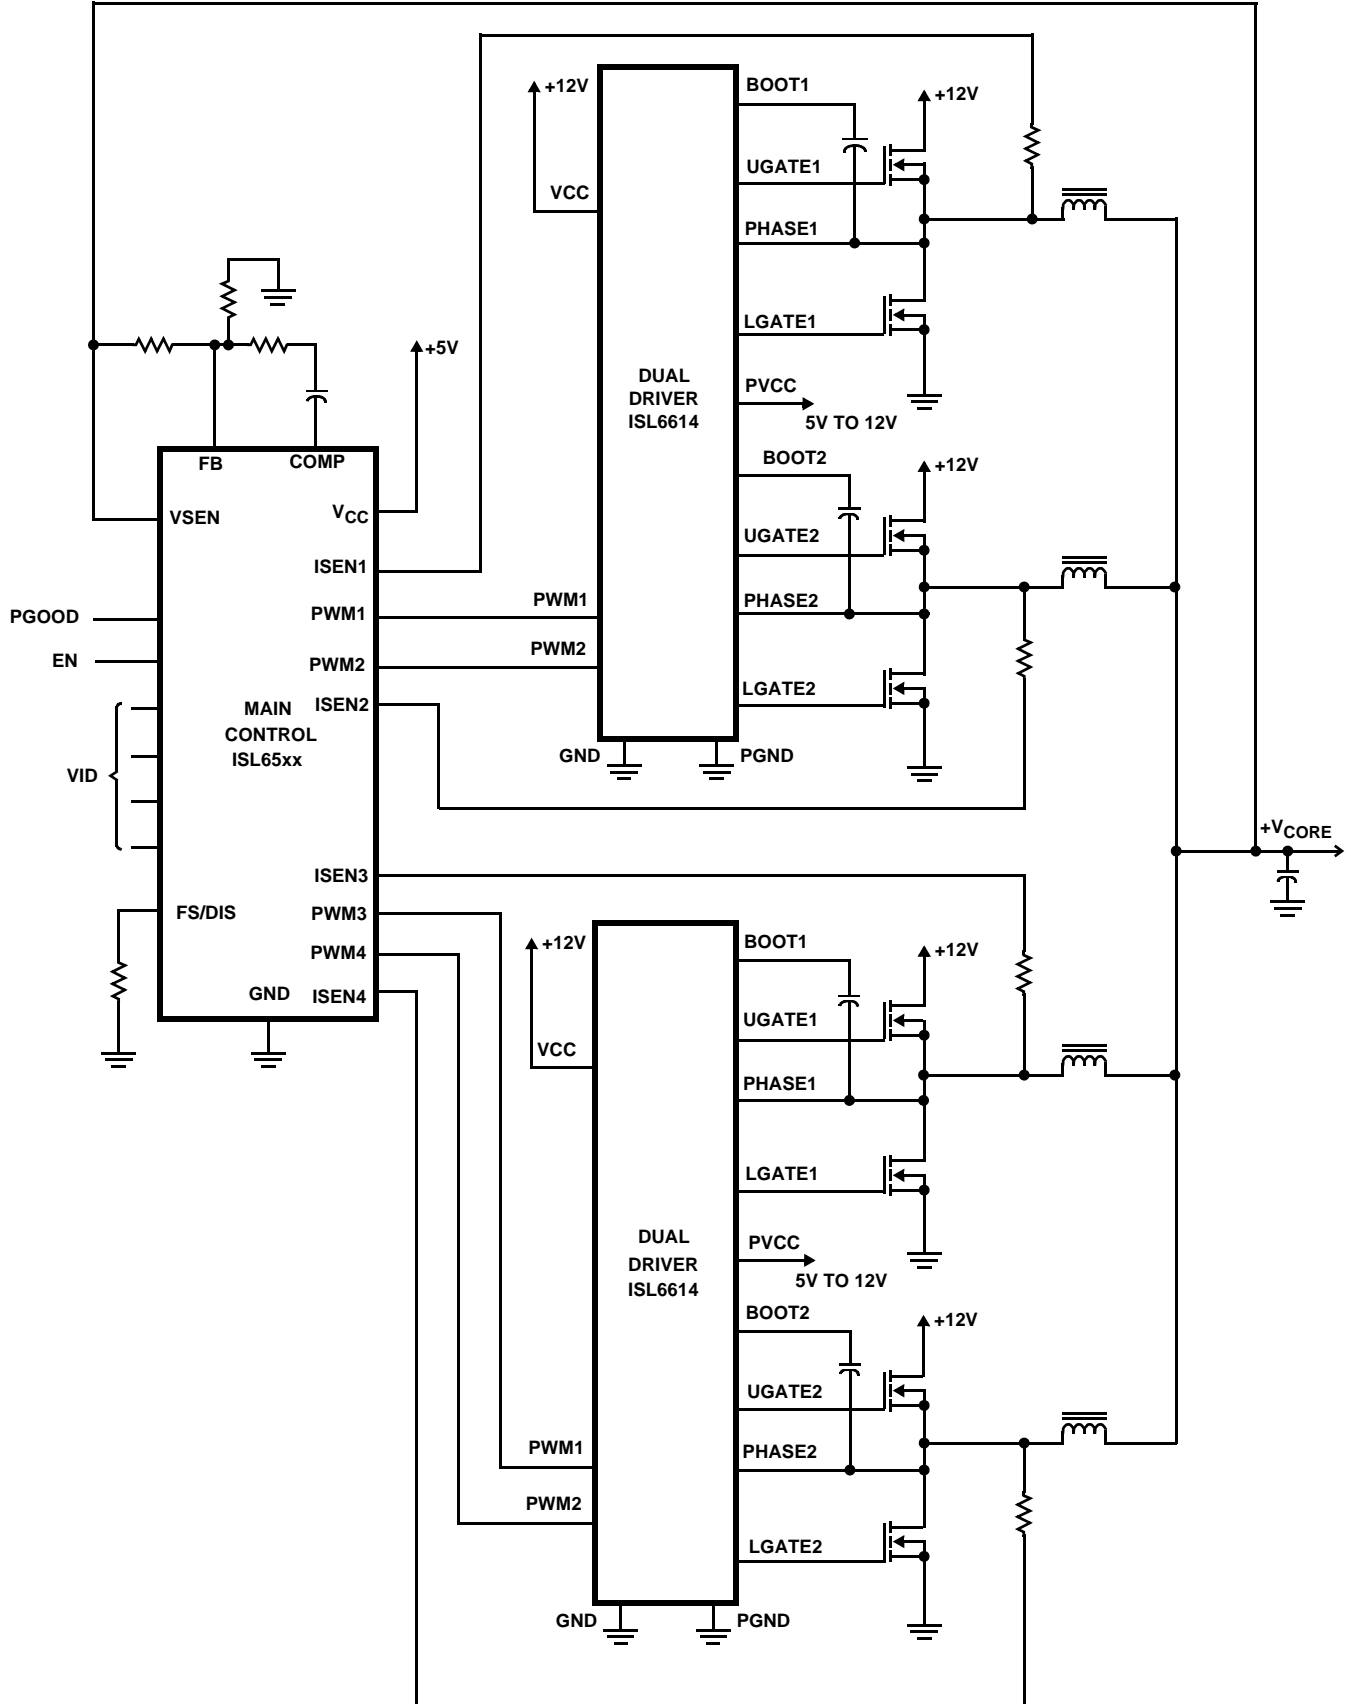 +12V
BOOT1
+12V
UGATE1
VCC
PHASE1
LGATE1
+5V
DUAL
DRIVER
ISL6614
PVCC
5V TO 12V
BOOT2
+12V
FB
COMP
VSEN
VCC
UGATE2
ISEN1
PHASE2
PWM1
PGOOD
PWM1
PWM2
EN
PWM2
LGATE2
ISEN2
MAIN
CONTROL
ISL65xx
GND
PGND
VID
+VCORE
ISEN3
FS/DIS
PWM3
+12V
BOOT1
+12V
PWM4
GND
ISEN4
UGATE1
VCC
PHASE1
LGATE1
DUAL
DRIVER
ISL6614
PVCC
5V TO 12V
BOOT2
+12V
UGATE2
PWM1
PHASE2
PWM2
LGATE2
GND
PGND